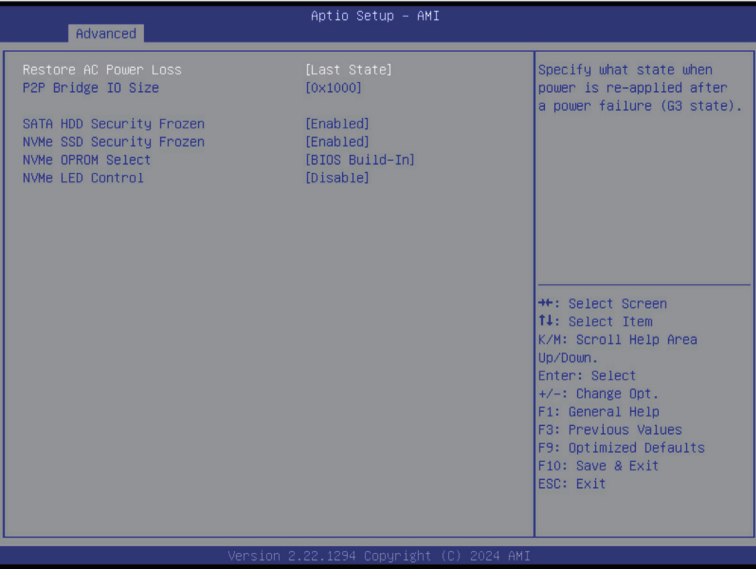 Aptio Setup – AMI
Advanced
Restore AC Power Loss [Last State]
P2P Bridge IO Size [0x1000]
SATA HDD Security Frozen [Enabled]
NVMe SSD Security Frozen [Enabled]
NVMe OPROM Select [BIOS Build-In]
NVMe LED Control [Disable]
Specify what state when
power is re-applied after
a power failure (G3 state).
→←: Select Screen
↑↓: Select Item
K/M: Scroll Help Area
Up/Down.
Enter: Select
+/-: Change Opt.
F1: General Help
F3: Previous Values
F9: Optimized Defaults
F10: Save & Exit
ESC: Exit
Version 2.22.1294 Copyright (C) 2024 AMI